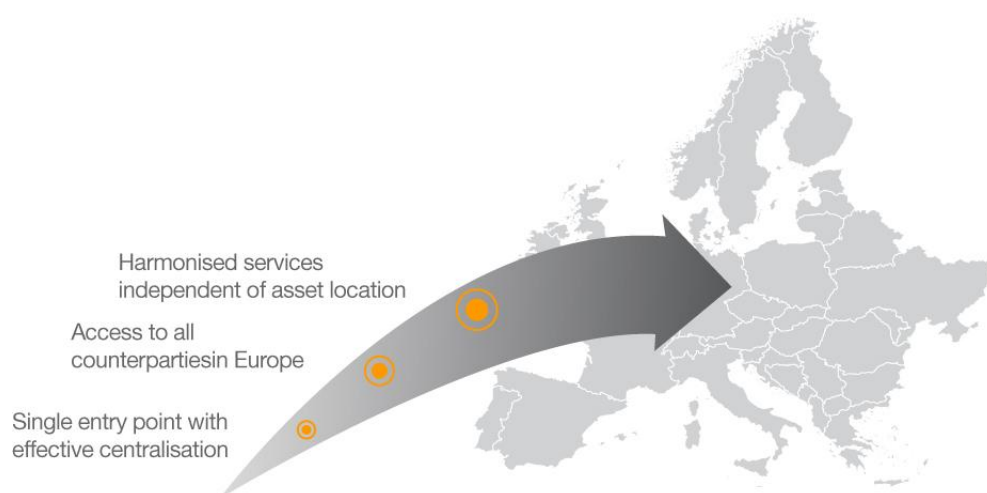 Harmonised services
independent of asset location
Access to all
counterpartiesin Europe
Single entry point with
effective centralisation